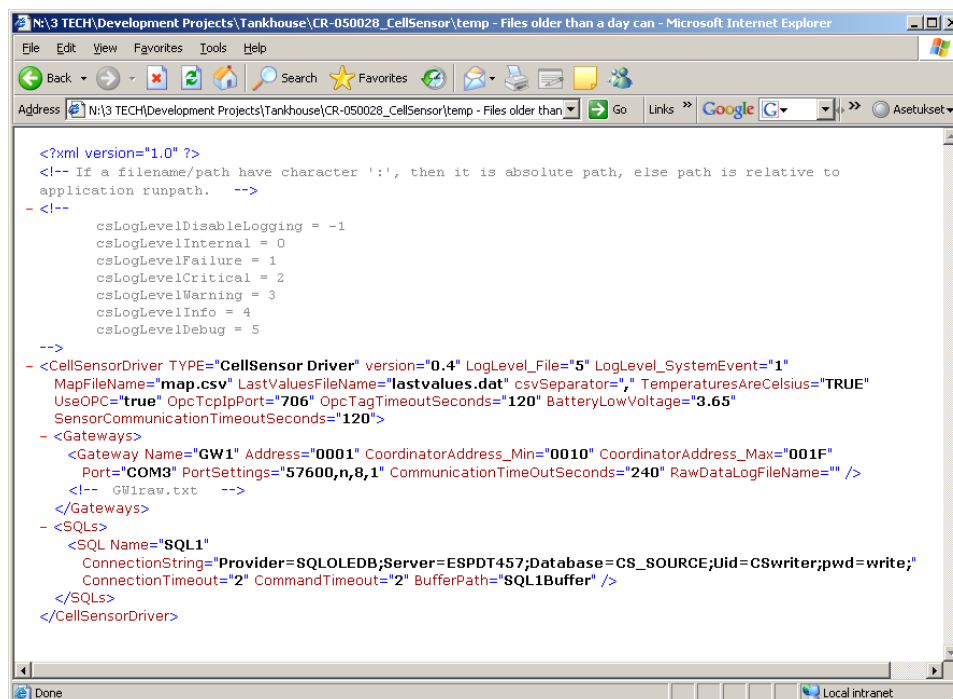 N:\3 TECH\Development Projects\Tankhouse\CR-050028_CellSensor\temp - Files older than a day can - Microsoft Internet Explorer
File Edit View Favorites Tools Help
Back Search Favorites
Address N:\3 TECH\Development Projects\Tankhouse\CR-050028_CellSensor\temp - Files older than Go Links » Google G » Asetukset
<?xml version="1.0" ?>
<!-- If a filename/path have character ':', then it is absolute path, else path is relative to
application runpath. -->
- <!--
csLogLevelDisableLogging = -1
csLogLevelInternal = 0
csLogLevelFailure = 1
csLogLevelCritical = 2
csLogLevelWarning = 3
csLogLevelInfo = 4
csLogLevelDebug = 5
-->
- <CellSensorDriver TYPE="CellSensor Driver" version="0.4" LogLevel_File="5" LogLevel_SystemEvent="1"
MapFileName="map.csv" LastValuesFileName="lastvalues.dat" csvSeparator="," TemperaturesAreCelsius="TRUE"
UseOPC="true" OpcTcpIpPort="706" OpcTagTimeoutSeconds="120" BatteryLowVoltage="3.65"
SensorCommunicationTimeoutSeconds="120">
- <Gateways>
<Gateway Name="GW1" Address="0001" CoordinatorAddress_Min="0010" CoordinatorAddress_Max="001F"
Port="COM3" PortSettings="57600,n,8,1" CommunicationTimeOutSeconds="240" RawDataLogFileName="" />
<!-- GW1raw.txt -->
</Gateways>
- <SQLs>
<SQL Name="SQL1"
ConnectionString="Provider=SQLOLEDB;Server=ESPDT457;Database=CS_SOURCE;Uid=CSwriter;pwd=write;"
ConnectionTimeout="2" CommandTimeout="2" BufferPath="SQL1Buffer" />
</SQLs>
</CellSensorDriver>
Done Local intranet